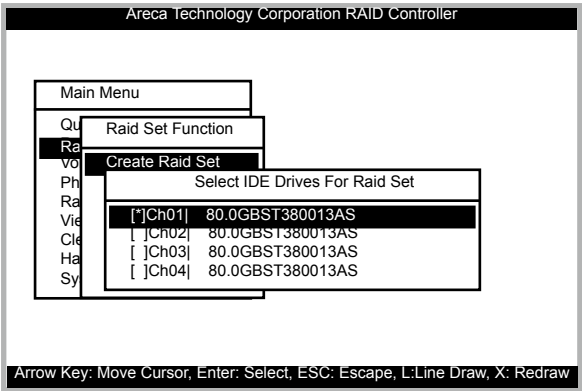 Areca Technology Corporation RAID Controller
Main Menu
Qu
Raid Set Function
Ra
Create Raid Set
Vo
Ph
Select IDE Drives For Raid Set
Ra
Vie
[*]Ch01| 80.0GBST380013AS
Cle
[ ]Ch02| 80.0GBST380013AS
Ha
[ ]Ch03| 80.0GBST380013AS
Sy
[ ]Ch04| 80.0GBST380013AS
Arrow Key: Move Cursor, Enter: Select, ESC: Escape, L:Line Draw, X: Redraw